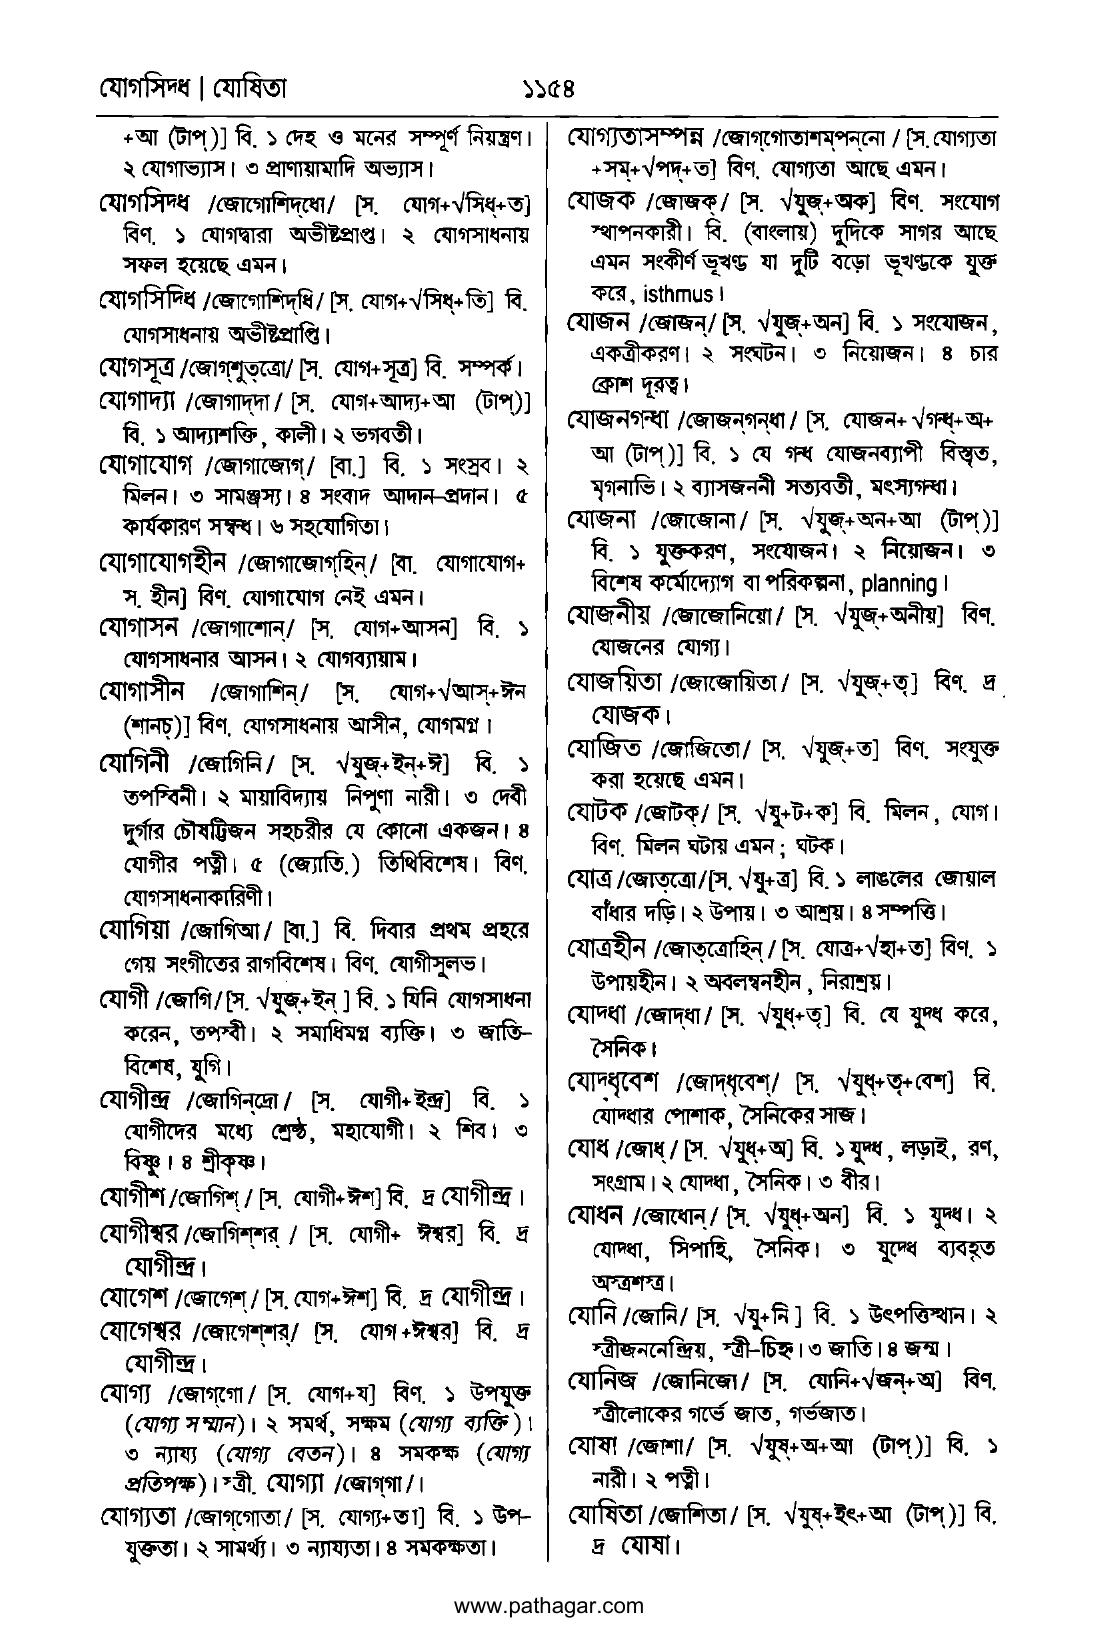 যোগসিদ্ধ | যোষিতা
১১৫৪
+আ (টাপ্)] বি. ১ দেহ ও মনের সম্পূর্ণ নিয়ন্ত্রণ।
২ যোগাভ্যাস। ৩ প্রাণায়ামাদি অভ্যাস।
যোগসিদ্ধ /জোগোশিদ্‌ধো/ [স. যোগ+√সিধ্+ত]
বিণ. ১ যোগদ্বারা অভীষ্টপ্রাপ্ত। ২ যোগসাধনায়
সফল হয়েছে এমন।
যোগসিদ্ধি /জোগোশিদ্‌ধি/ [স. যোগ+√সিধ্+তি] বি.
যোগসাধনায় অভীষ্টপ্রাপ্তি।
যোগসূত্র /জোগ্‌শুত্‌ত্রো/ [স. যোগ+সূত্র] বি. সম্পর্ক।
যোগাদ্যা /জোগাদ্‌দা/ [স. যোগ+আদ্য+আ (টাপ্)]
বি. ১ আদ্যাশক্তি, কালী। ২ ভগবতী।
যোগাযোগ /জোগাজোগ্/ [বা.] বি. ১ সংস্রব। ২
মিলন। ৩ সামঞ্জস্য। ৪ সংবাদ আদান-প্রদান। ৫
কার্যকারণ সম্বন্ধ। ৬ সহযোগিতা।
যোগাযোগহীন /জোগাজোগ্‌হিন্/ [বা. যোগাযোগ+
স. হীন] বিণ. যোগাযোগ নেই এমন।
যোগাসন /জোগাশোন্/ [স. যোগ+আসন] বি. ১
যোগসাধনার আসন। ২ যোগব্যায়াম।
যোগাসীন /জোগাশিন্/ [স. যোগ+√আস্+ঈন
(শানচ্)] বিণ. যোগসাধনায় আসীন, যোগমগ্ন।
যোগিনী /জোগিনি/ [স. √যুজ্+ইন্+ঈ] বি. ১
তপস্বিনী। ২ মায়াবিদ্যায় নিপুণা নারী। ৩ দেবী
দুর্গার চৌষট্টিজন সহচরীর যে কোনো একজন। ৪
যোগীর পত্নী। ৫ (জ্যোতি.) তিথিবিশেষ। বিণ.
যোগসাধনাকারিণী।
যোগিয়া /জোগিআ/ [বা.] বি. দিবার প্রথম প্রহরে
গেয় সংগীতের রাগবিশেষ। বিণ. যোগীসুলভ।
যোগী /জোগি/[স. √যুজ্+ইন্ ] বি. ১ যিনি যোগসাধনা
করেন, তপস্বী। ২ সমাধিমগ্ন ব্যক্তি। ৩ জাতি-
বিশেষ, যুগি।
যোগীন্দ্র /জোগিন্‌দ্রো/ [স. যোগী+ইন্দ্র] বি. ১
যোগীদের মধ্যে শ্রেষ্ঠ, মহাযোগী। ২ শিব। ৩
বিষ্ণু। ৪ শ্রীকৃষ্ণ।
যোগীশ /জোগিশ্/ [স. যোগী+ঈশ] বি. দ্র যোগীন্দ্র।
যোগীশ্বর /জোগিশ্‌শর্ / [স. যোগী+ ঈশ্বর] বি. দ্র
যোগীন্দ্র।
যোগেশ /জোগেশ্/ [স. যোগ+ঈশ] বি. দ্র যোগীন্দ্র।
যোগেশ্বর /জোগেশ্‌শর্/ [স. যোগ +ঈশ্বর] বি. দ্র
যোগীন্দ্র।
যোগ্য /জোগ্‌গো/ [স. যোগ+য] বিণ. ১ উপযুক্ত
(যোগ্য সম্মান)। ২ সমর্থ, সক্ষম (যোগ্য ব্যক্তি)।
৩ ন্যায্য (যোগ্য বেতন)। ৪ সমকক্ষ (যোগ্য
প্রতিপক্ষ)। স্ত্রী. যোগ্যা /জোগ্‌গা/।
যোগ্যতা /জোগ্‌গোতা/ [স. যোগ্য+তা] বি. ১ উপ-
যুক্ততা। ২ সামর্থ্য। ৩ ন্যায্যতা। ৪ সমকক্ষতা।
যোগ্যতাসম্পন্ন /জোগ্‌গোতাশম্‌পন্‌নো / [স. যোগ্যতা
+সম্+√পদ্+ত] বিণ. যোগ্যতা আছে এমন।
যোজক /জোজক্/ [স. √যুজ্+অক] বিণ. সংযোগ
স্থাপনকারী। বি. (বাংলায়) দুদিকে সাগর আছে
এমন সংকীর্ণ ভূখণ্ড যা দুটি বড়ো ভূখণ্ডকে যুক্ত
করে, isthmus।
যোজন /জোজন্/ [স. √যুজ্+অন] বি. ১ সংযোজন,
একত্রীকরণ। ২ সংঘটন। ৩ নিয়োজন। ৪ চার
ক্রোশ দূরত্ব।
যোজনগন্ধা /জোজন্‌গন্‌ধা/ [স. যোজন+ √গন্ধ্+অ+
আ (টাপ্)] বি. ১ যে গন্ধ যোজনব্যাপী বিস্তৃত,
মৃগনাভি। ২ ব্যাসজননী সত্যবতী, মৎস্যগন্ধা।
যোজনা /জোজোনা/ [স. √যুজ্+অন+আ (টাপ্)]
বি. ১ যুক্তকরণ, সংযোজন। ২ নিয়োজন। ৩
বিশেষ কর্মোদ্যোগ বা পরিকল্পনা, planning।
যোজনীয় /জোজোনিয়ো/ [স. √যুজ্+অনীয়] বিণ.
যোজনের যোগ্য।
যোজয়িতা /জোজোয়িতা/ [স. √যুজ্+তৃ] বিণ. দ্র
যোজক।
যোজিত /জোজিতো/ [স. √যুজ্+ত] বিণ. সংযুক্ত
করা হয়েছে এমন।
যোটক /জোটক্/ [স. √যু+ট+ক] বি. মিলন, যোগ।
বিণ. মিলন ঘটায় এমন; ঘটক।
যোত্র /জোত্‌ত্রো/[স. √যু+ত্র] বি. ১ লাঙলের জোয়াল
বাঁধার দড়ি। ২ উপায়। ৩ আশ্রয়। ৪ সম্পত্তি।
যোত্রহীন /জোত্‌ত্রোহিন্/ [স. যোত্র+√হা+ত] বিণ. ১
উপায়হীন। ২ অবলম্বনহীন, নিরাশ্রয়।
যোদ্ধা /জোদ্‌ধা/ [স. √যুধ্+তৃ] বি. যে যুদ্ধ করে,
সৈনিক।
যোদ্ধৃবেশ /জোদ্‌ধৃবেশ্/ [স. √যুধ্+তৃ+বেশ] বি.
যোদ্ধার পোশাক, সৈনিকের সাজ।
যোধ /জোধ্/ [স. √যুধ্+অ] বি. ১ যুদ্ধ, লড়াই, রণ,
সংগ্রাম। ২ যোদ্ধা, সৈনিক। ৩ বীর।
যোধন /জোধোন্/ [স. √যুধ্+অন] বি. ১ যুদ্ধ। ২
যোদ্ধা, সিপাহি, সৈনিক। ৩ যুদ্ধে ব্যবহৃত
অস্ত্রশস্ত্র।
যোনি /জোনি/ [স. √যু+নি ] বি. ১ উৎপত্তিস্থান। ২
স্ত্রীজননেন্দ্রিয়, স্ত্রী-চিহ্ন। ৩ জাতি। ৪ জন্ম।
যোনিজ /জোনিজো/ [স. যোনি+√জন্+অ] বিণ.
স্ত্রীলোকের গর্ভে জাত, গর্ভজাত।
যোষা /জোশা/ [স. √যুষ্+অ+আ (টাপ্)] বি. ১
নারী। ২ পত্নী।
যোষিতা /জোশিতা/ [স. √যুষ্+ইৎ+আ (টাপ্)] বি.
দ্র যোষা।
www.pathagar.com